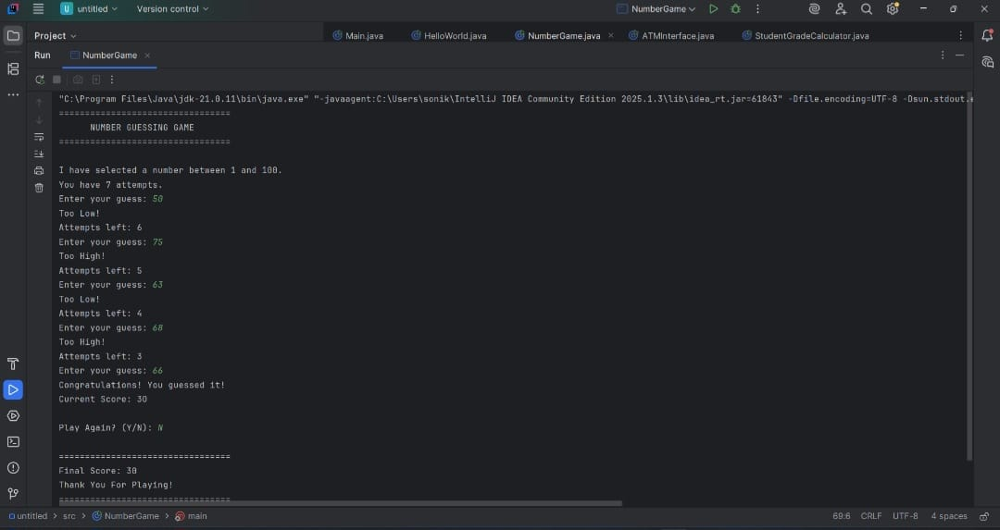 U untitled Version control NumberGame
Project Main.java HelloWorld.java NumberGame.java ATMInterface.java StudentGradeCalculator.java
Run NumberGame
"C:\Program Files\Java\jdk-21.0.11\bin\java.exe" "-javaagent:C:\Users\sonik\IntelliJ IDEA Community Edition 2025.1.3\lib\idea_rt.jar=61843" -Dfile.encoding=UTF-8 -Dsun.stdout.
=================================
NUMBER GUESSING GAME
=================================
I have selected a number between 1 and 100.
You have 7 attempts.
Enter your guess: 50
Too Low!
Attempts left: 6
Enter your guess: 75
Too High!
Attempts left: 5
Enter your guess: 63
Too Low!
Attempts left: 4
Enter your guess: 68
Too High!
Attempts left: 3
Enter your guess: 66
Congratulations! You guessed it!
Current Score: 30
Play Again? (Y/N): N
=================================
Final Score: 30
Thank You For Playing!
=================================
untitled > src > NumberGame > main 69:6 CRLF UTF-8 4 spaces